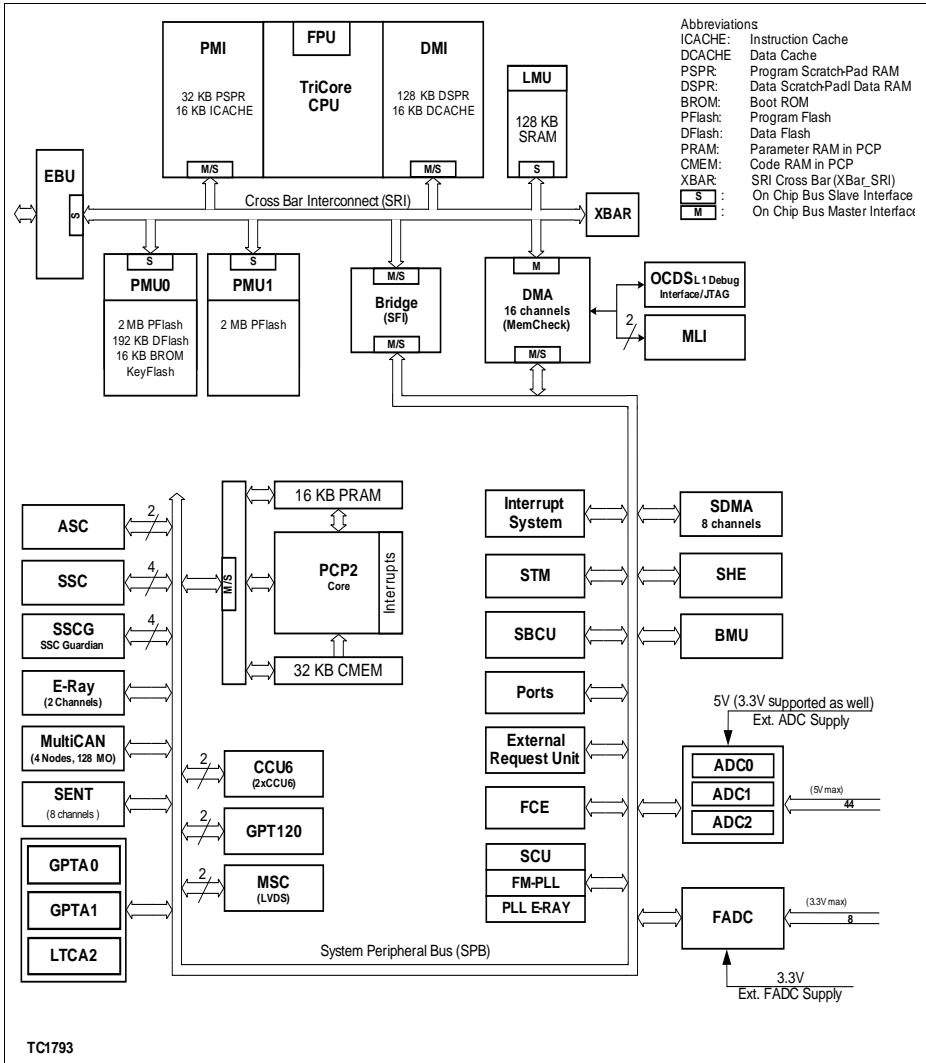 Abbreviations:
ICACHE: Instruction Cache
DCACHE Data Cache
PSPR: Program Scratch-Pad RAM
DSPR: Data Scratch-Padl Data RAM
BROM: Boot ROM
PFlash: Program Flash
DFlash: Data Flash
PRAM: Parameter RAM in PCP
CMEM: Code RAM in PCP
XBAR: SRI Cross Bar (XBar_SRI)
S : On Chip Bus Slave Interface
M : On Chip Bus Master Interface
PMI
32 KB PSPR
16 KB ICACHE
M/S
FPU
TriCore
CPU
DMI
128 KB DSPR
16 KB DCACHE
M/S
LMU
128 KB
SRAM
S
EBU
S
Cross Bar Interconnect (SRI)
XBAR
S
PMU0
2 MB PFlash
192 KB DFlash
16 KB BROM
KeyFlash
S
PMU1
2 MB PFlash
M/S
Bridge
(SFI)
M/S
M
DMA
16 channels
(MemCheck)
M/S
OCDS L1 Debug
Interface/JTAG
2
MLI
ASC
2
SSC
4
SSCG
SSC Guardian
4
E-Ray
(2 Channels)
MultiCAN
(4 Nodes, 128 MO)
SENT
(8 channels )
GPTA0
GPTA1
LTCA2
M/S
16 KB PRAM
PCP2
Core
Interrupts
32 KB CMEM
2
CCU6
(2xCCU6)
2
GPT120
2
MSC
(LVDS)
Interrupt
System
STM
SBCU
Ports
External
Request Unit
FCE
SCU
FM-PLL
PLL E-RAY
SDMA
8 channels
SHE
BMU
5V (3.3V supported as well)
Ext. ADC Supply
ADC0
ADC1
ADC2
(5V max)
44
FADC
(3.3V max)
8
3.3V
Ext. FADC Supply
System Peripheral Bus (SPB)
TC1793